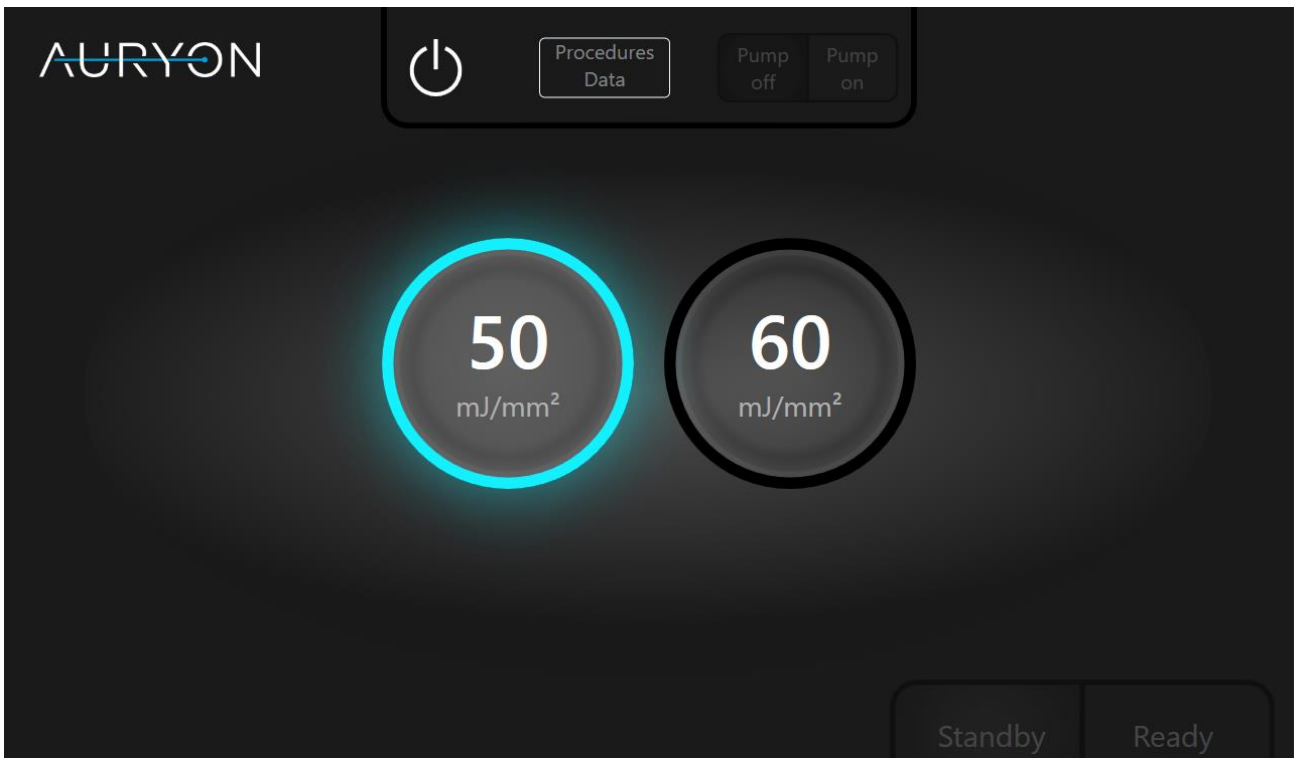 AURYON
Procedures
Data
Pump
off
Pump
on
50
mJ/mm²
60
mJ/mm²
Standby
Ready